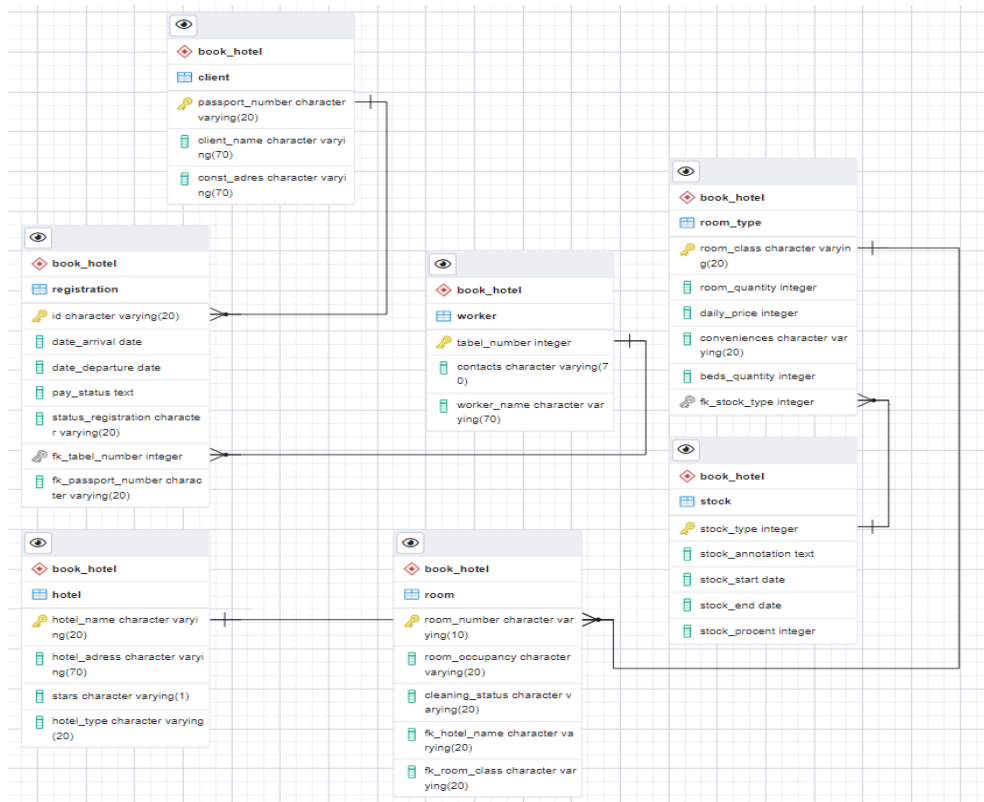 book_hotel
client
passport_number character
varying(20)
client_name character varyi
ng(70)
const_adres character varyi
ng(70)
book_hotel
registration
id character varying(20)
date_arrival date
date_departure date
pay_status text
status_registration characte
r varying(20)
fk_tabel_number integer
fk_passport_number charac
ter varying(20)
book_hotel
worker
tabel_number integer
contacts character varying(7
0)
worker_name character var
ying(70)
book_hotel
room_type
room_class character varyin
g(20)
room_quantity integer
daily_price integer
conveniences character var
ying(20)
beds_quantity integer
fk_stock_type integer
book_hotel
stock
stock_type integer
stock_annotation text
stock_start date
stock_end date
stock_procent integer
book_hotel
hotel
hotel_name character varyi
ng(20)
hotel_adress character varyi
ng(70)
stars character varying(1)
hotel_type character varying
(20)
book_hotel
room
room_number character var
ying(10)
room_occupancy character
varying(20)
cleaning_status character v
arying(20)
fk_hotel_name character va
rying(20)
fk_room_class character var
ying(20)